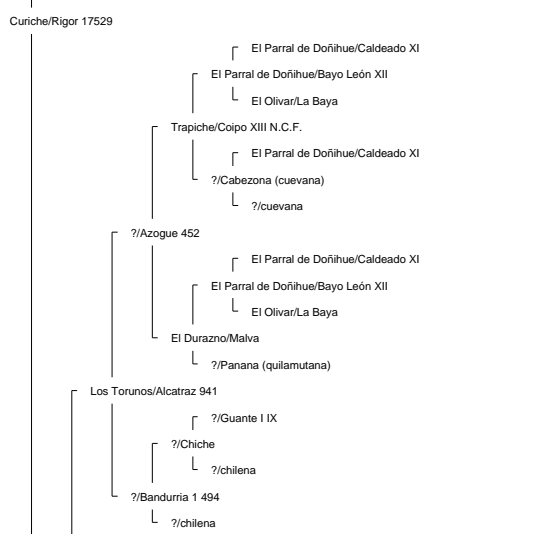 Curiche/Rigor 17529
El Parral de Doñihue/Caldeado XI
El Parral de Doñihue/Bayo León XII
El Olivar/La Baya
Trapiche/Coipo XIII N.C.F.
El Parral de Doñihue/Caldeado XI
?/Cabezona (cuevana)
?/cuevana
?/Azogue 452
El Parral de Doñihue/Caldeado XI
El Parral de Doñihue/Bayo León XII
El Olivar/La Baya
El Durazno/Malva
?/Panana (quilamutana)
Los Torunos/Alcatraz 941
?/Guante I IX
?/Chiche
?/chilena
?/Bandurria 1 494
?/chilena